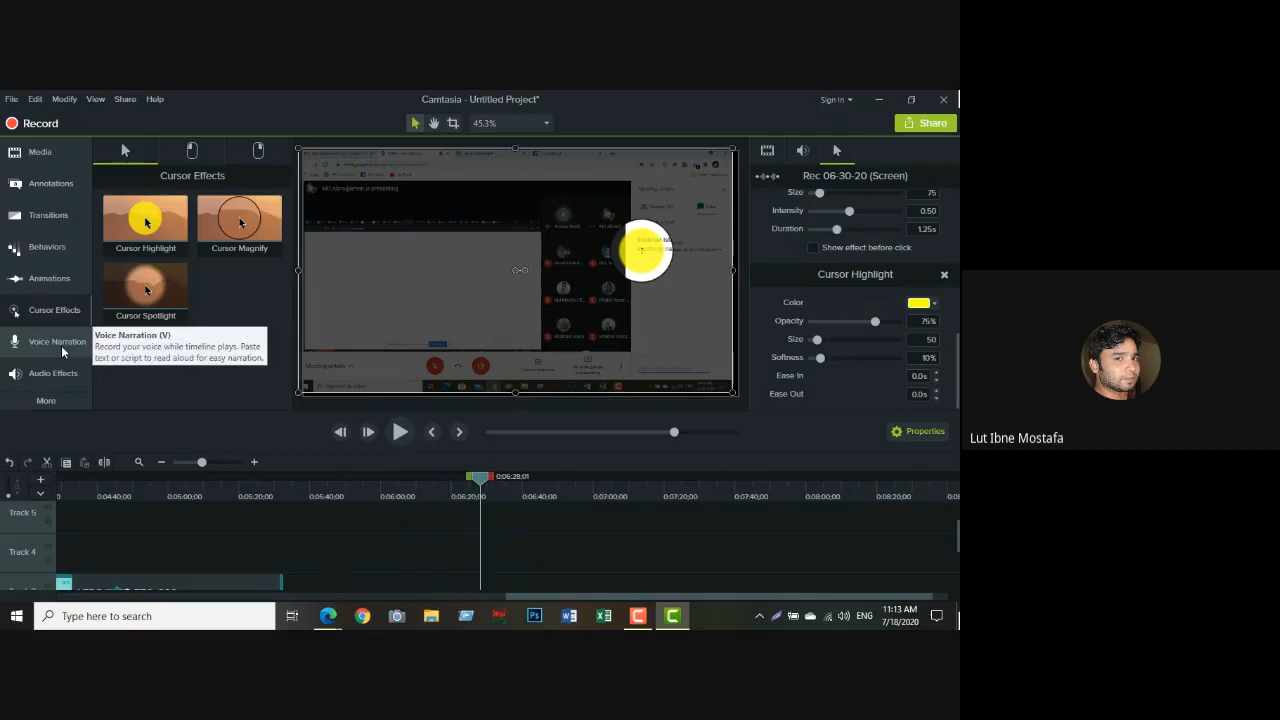 File Edit Modify View Share Help
Camtasia - Untitled Project*
Sign In
Record
45.3%
Share
Media
Annotations
Transitions
Behaviors
Animations
Cursor Effects
Voice Narration
Audio Effects
More
Cursor Effects
Cursor Highlight
Cursor Magnify
Cursor Spotlight
Voice Narration (V)
Record your voice while timeline plays. Paste
text or script to read aloud for easy narration.
Meeting details
Rec 06-30-20 (Screen)
Size 75
Intensity 0.50
Duration 1.25s
Show effect before click
Cursor Highlight
Color
Opacity 75%
Size 50
Softness 10%
Ease In 0.0s
Ease Out 0.0s
Properties
0:06:28;01
0:04:40;00 0:05:00;00 0:05:20;00 0:05:40;00 0:06:00;00 0:06:20;00 0:06:40;00 0:07:00;00 0:07:20;00 0:07:40;00 0:08:00;00 0:08:20;00
Track 5
Track 4
Type here to search
ENG
11:13 AM
7/18/2020
Lut Ibne Mostafa